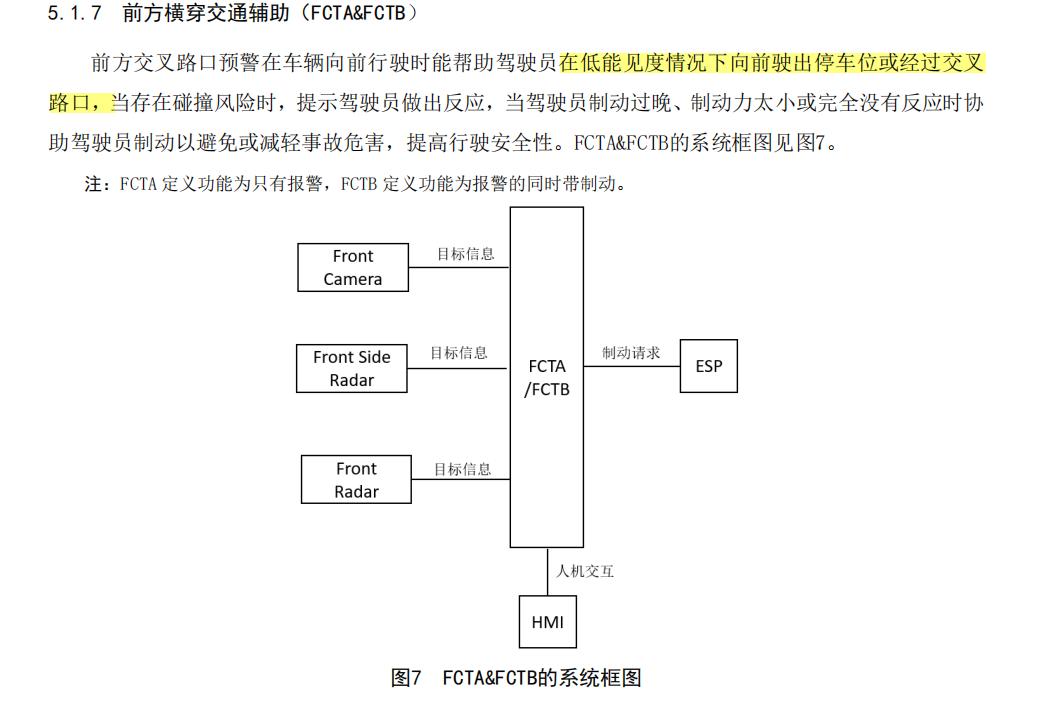 5.1.7 前方横穿交通辅助（FCTA&FCTB）
前方交叉路口预警在车辆向前行驶时能帮助驾驶员在低能见度情况下向前驶出停车位或经过交叉
路口，当存在碰撞风险时，提示驾驶员做出反应，当驾驶员制动过晚、制动力太小或完全没有反应时协
助驾驶员制动以避免或减轻事故危害，提高行驶安全性。FCTA&FCTB的系统框图见图7。
注：FCTA 定义功能为只有报警，FCTB 定义功能为报警的同时带制动。
Front
Camera
目标信息
Front Side
Radar
目标信息
FCTA
/FCTB
制动请求
ESP
Front
Radar
目标信息
人机交互
HMI
图7 FCTA&FCTB的系统框图